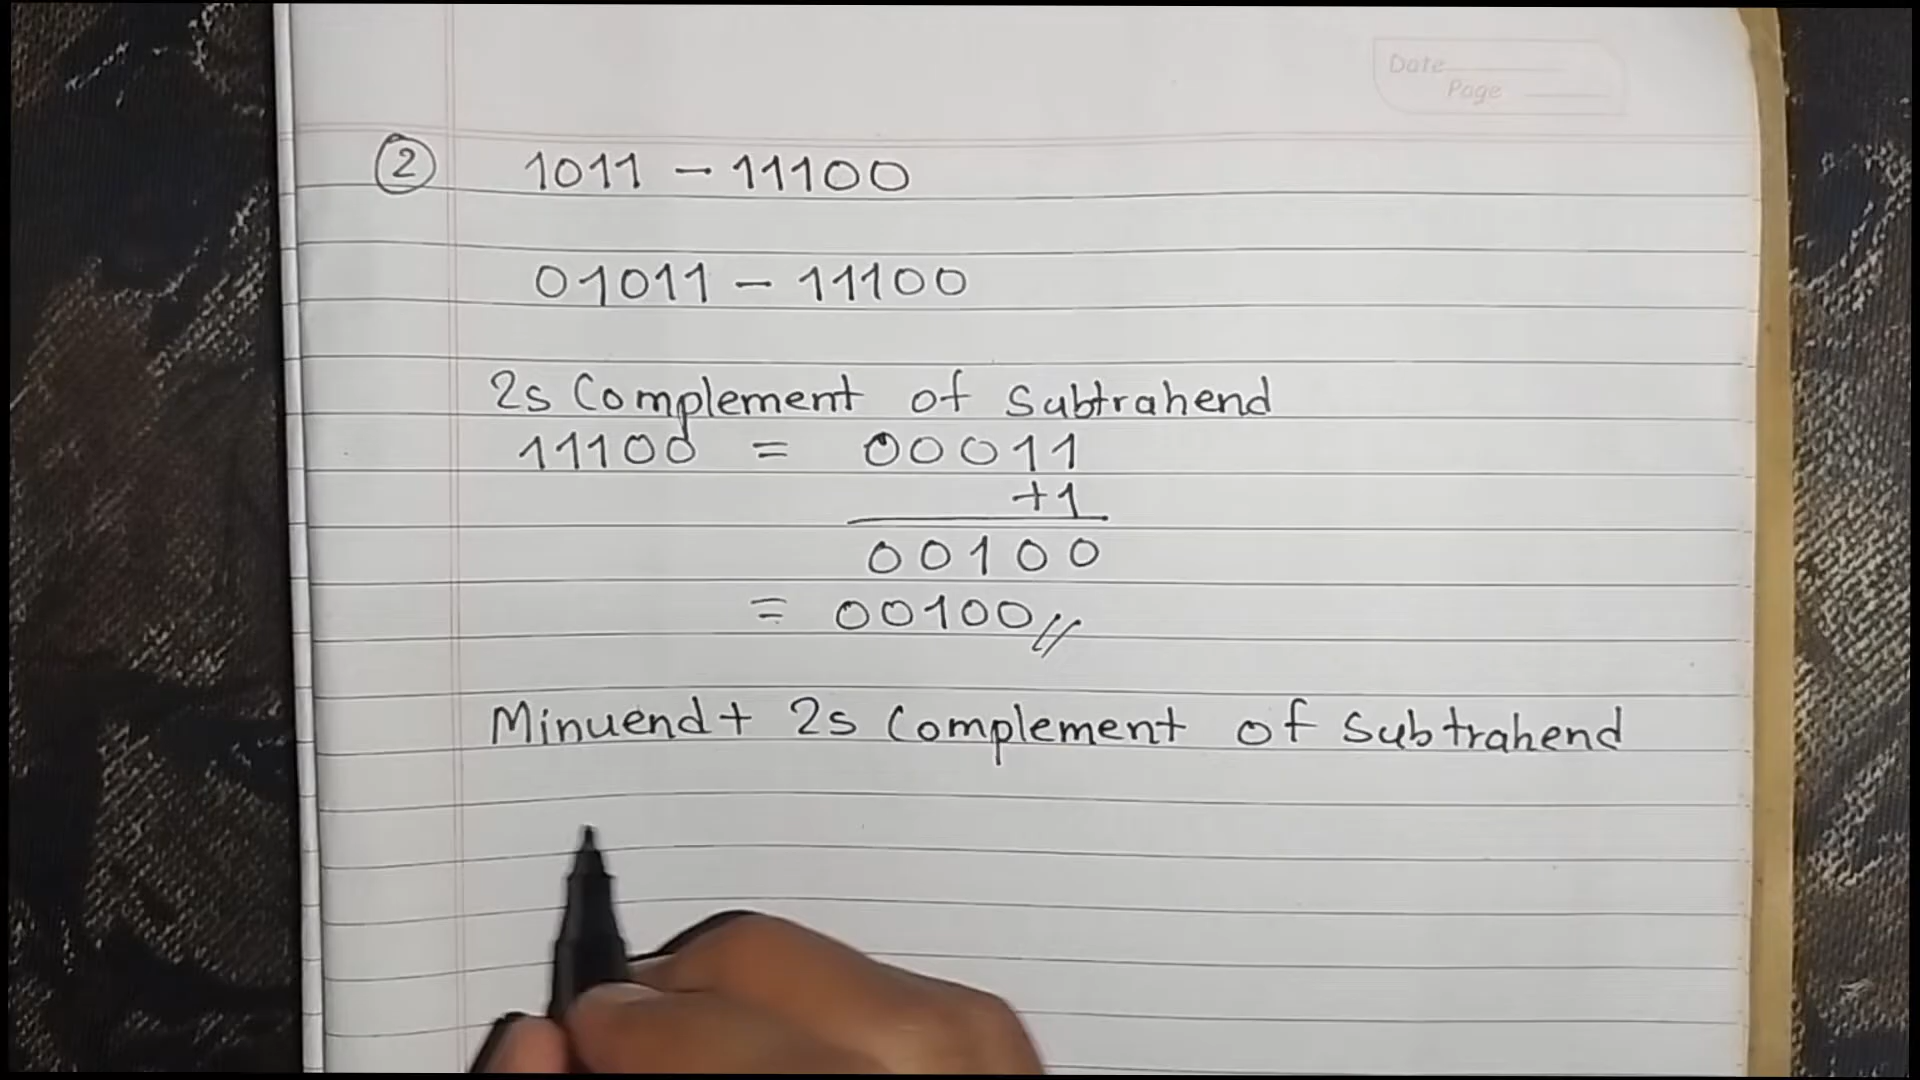 Date
Page
2 1011 - 11100
01011 - 11100
2s Complement of Subtrahend
11100 = 00011
+1
00100
= 00100//
Minuend + 2s Complement of Subtrahend